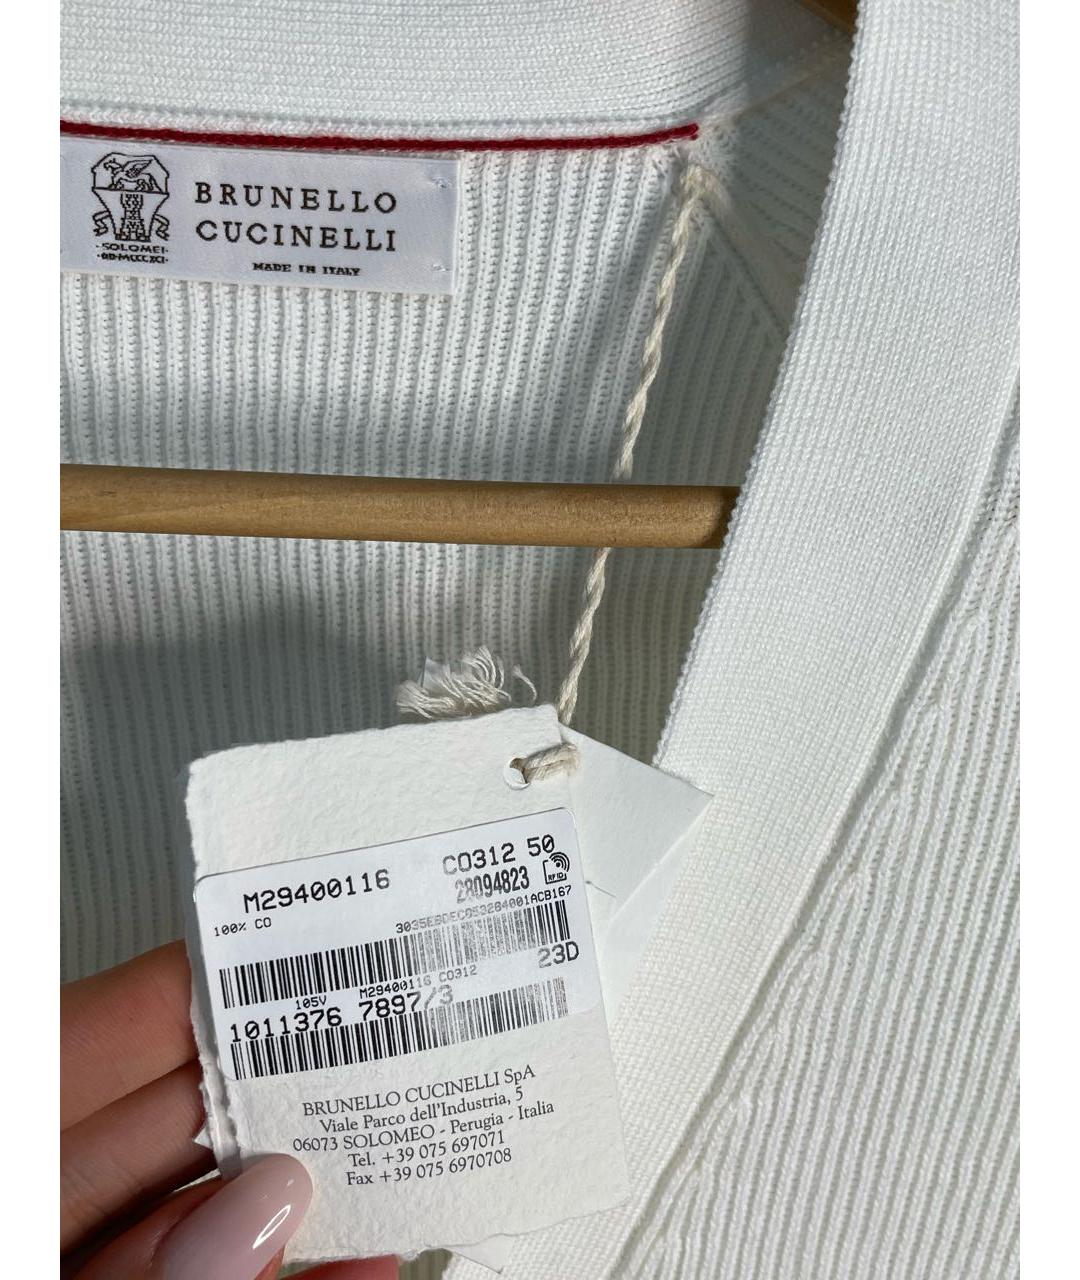 BRUNELLO
CUCINELLI
MADE IN ITALY
·SOLOMEI·
M29400116
CO312 50
100% CO
28094823
RFID
23D
105V M29400116 CO312
1011376 7897/3
BRUNELLO CUCINELLI SpA
Viale Parco dell'Industria, 5
06073 SOLOMEO - Perugia - Italia
Tel. +39 075 697071
Fax +39 075 6970708